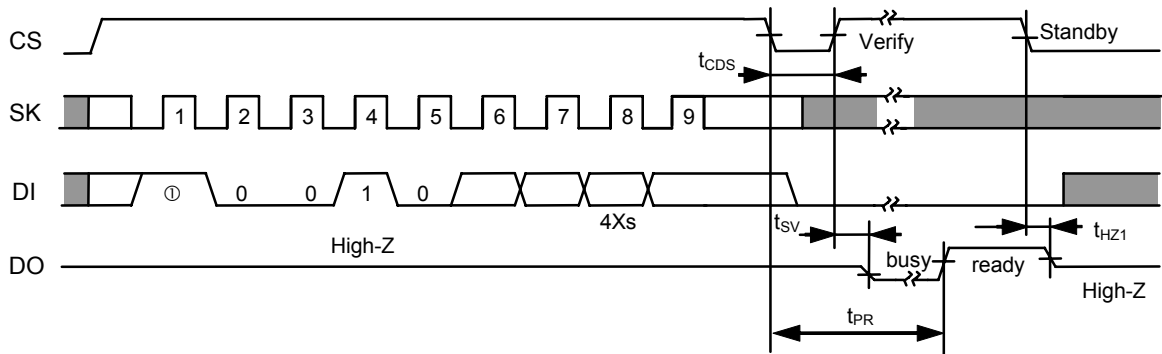 CS
Verify
Standby
tCDS
SK
1 2 3 4 5 6 7 8 9
DI
① 0 0 1 0
4Xs
tSV
tHZ1
High-Z
DO
busy
ready
High-Z
tPR